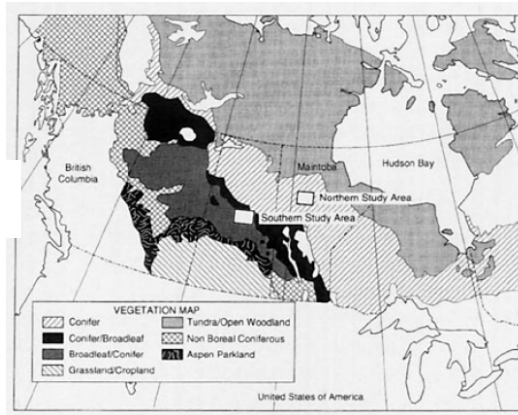 British
Columbia
Maintoba
Hudson Bay
Northern Study Area
Southern Study Area
VEGETATION MAP
Conifer
Conifer/Broadleaf
Broadleaf/Conifer
Grassland/Cropland
Tundra/Open Woodland
Non Boreal Coniferous
Aspen Parkland
United States of America